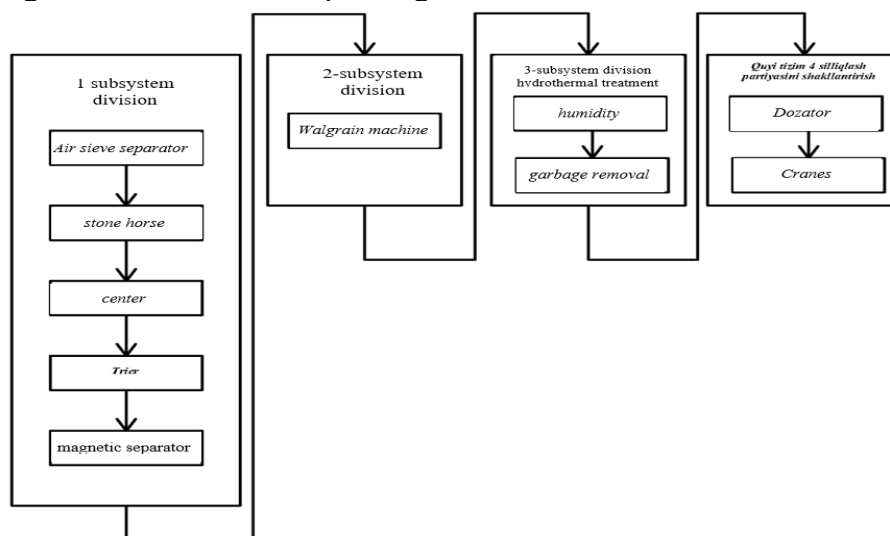 1 subsystem
division
Air sieve separator
stone horse
center
Trier
magnetic separator
2-subsystem
division
Walgrain machine
3-subsystem division
hydrothermal treatment
humidity
garbage removal
Quyi tizim 4 silliqlash
partiyasini shakllantirish
Dozator
Cranes